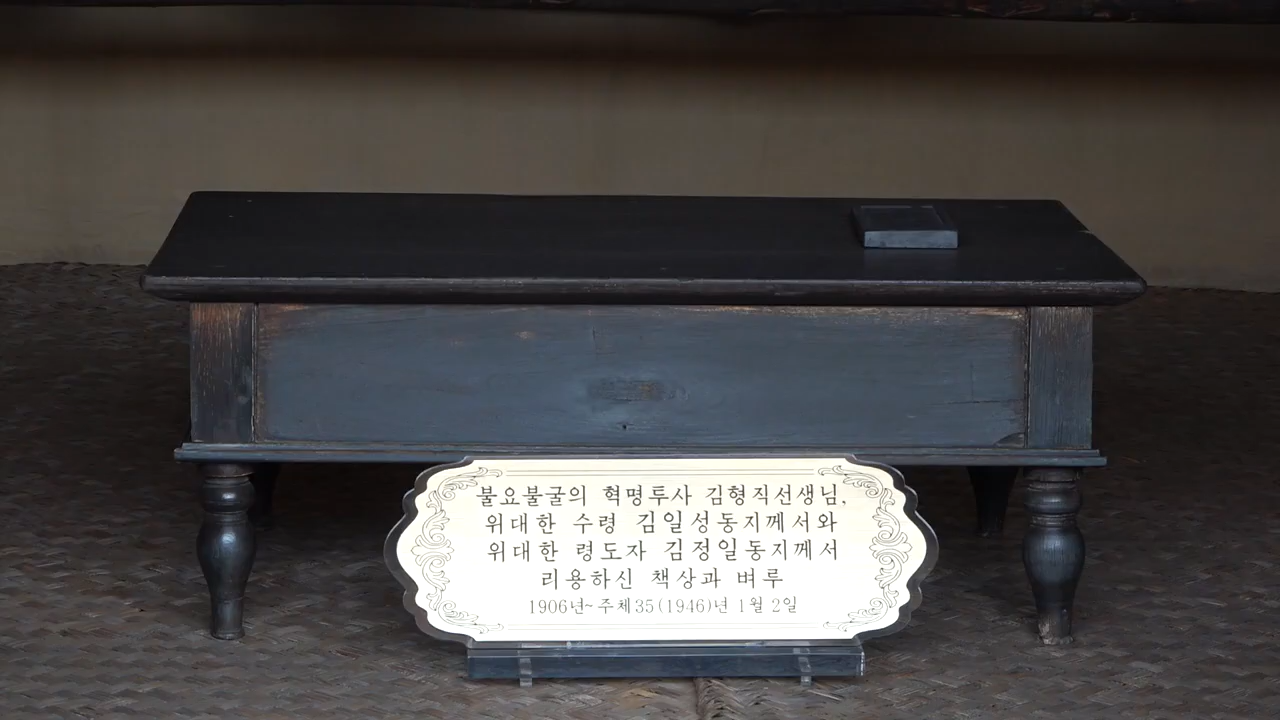 불요불굴의 혁명투사 김형직선생님,
위대한 수령 김일성동지께서와
위대한 령도자 김정일동지께서
리용하신 책상과 벼루
1906년~주체35(1946)년 1월 2일